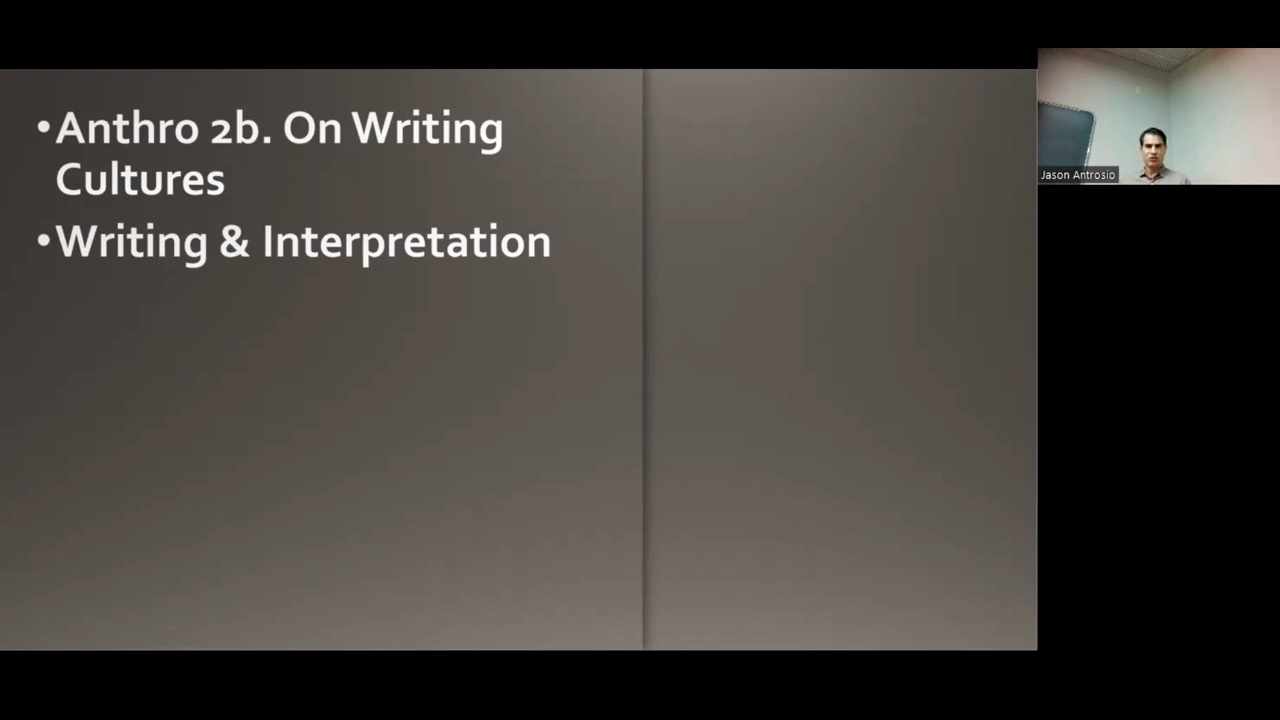 •Anthro 2b. On Writing
Cultures
•Writing & Interpretation
Jason Antrosio